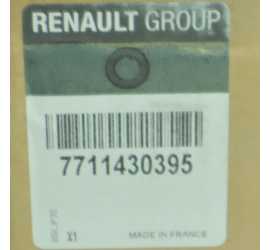 RENAULT GROUP
7711430395
X1
MADE IN FRANCE